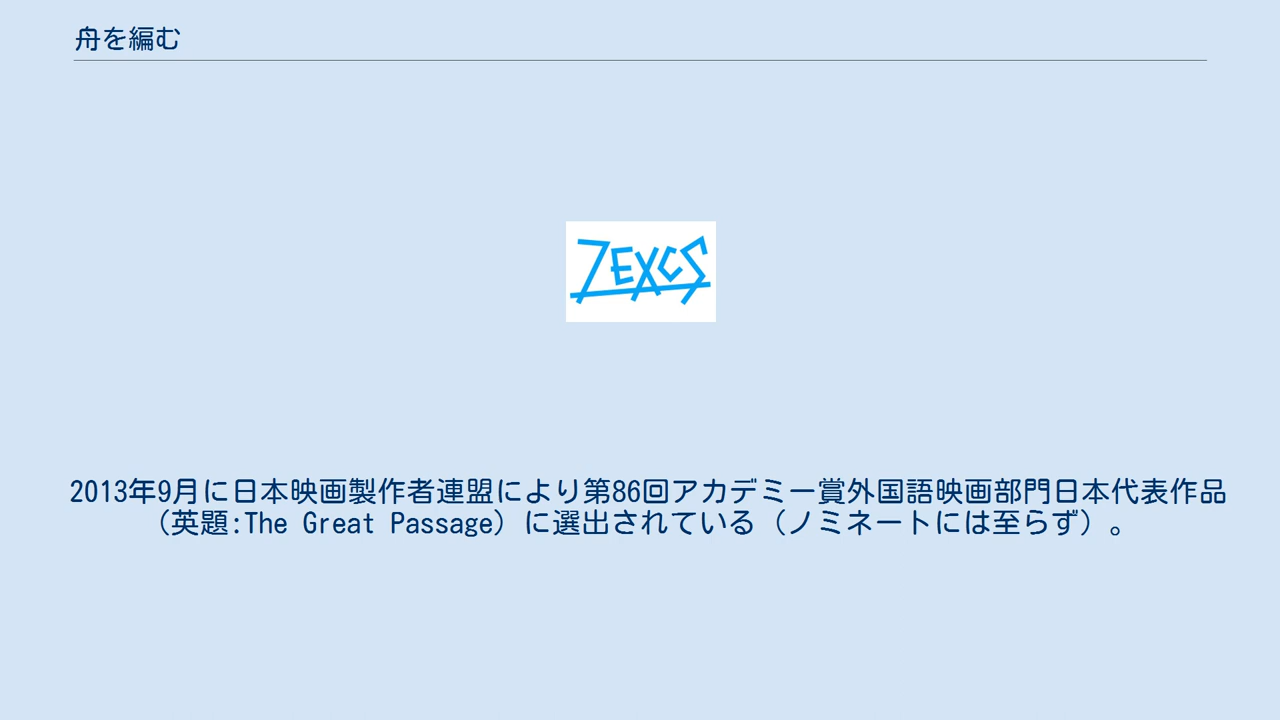 舟を編む
ZEXCS
2013年9月に日本映画製作者連盟により第86回アカデミー賞外国語映画部門日本代表作品
（英題:The Great Passage）に選出されている（ノミネートには至らず）。